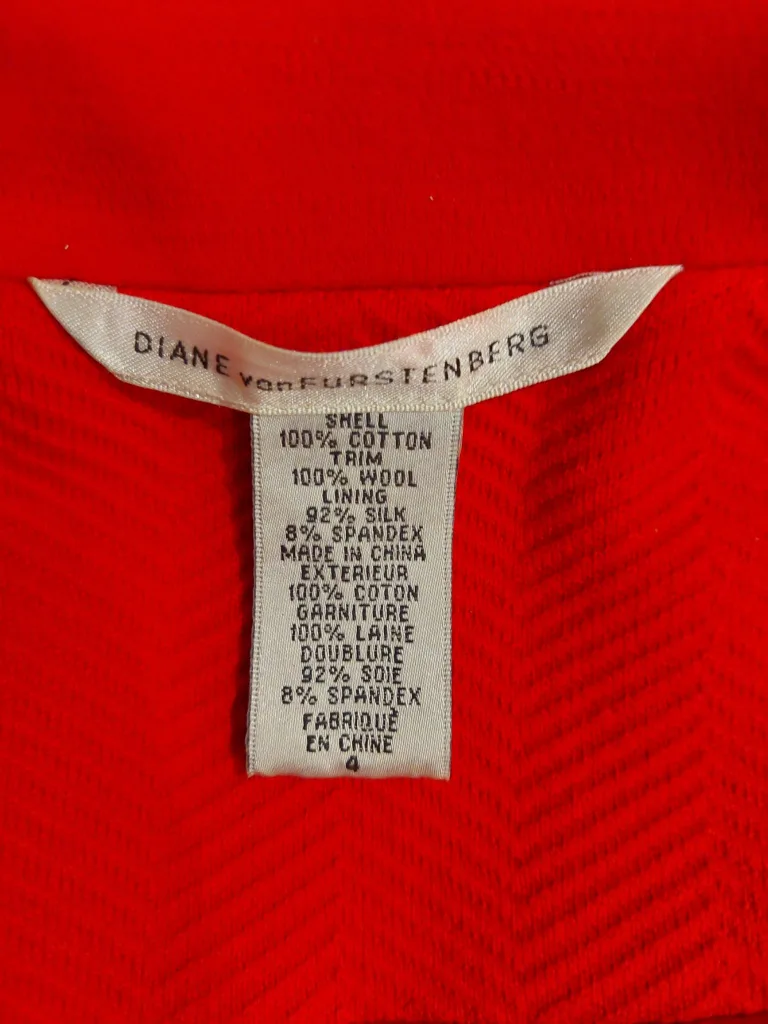 DIANE von FURSTENBERG
SHELL
100% COTTON
TRIM
100% WOOL
LINING
92% SILK
8% SPANDEX
MADE IN CHINA
EXTERIEUR
100% COTON
GARNITURE
100% LAINE
DOUBLURE
92% SOIE
8% SPANDEX
FABRIQUÈ
EN CHINE
4